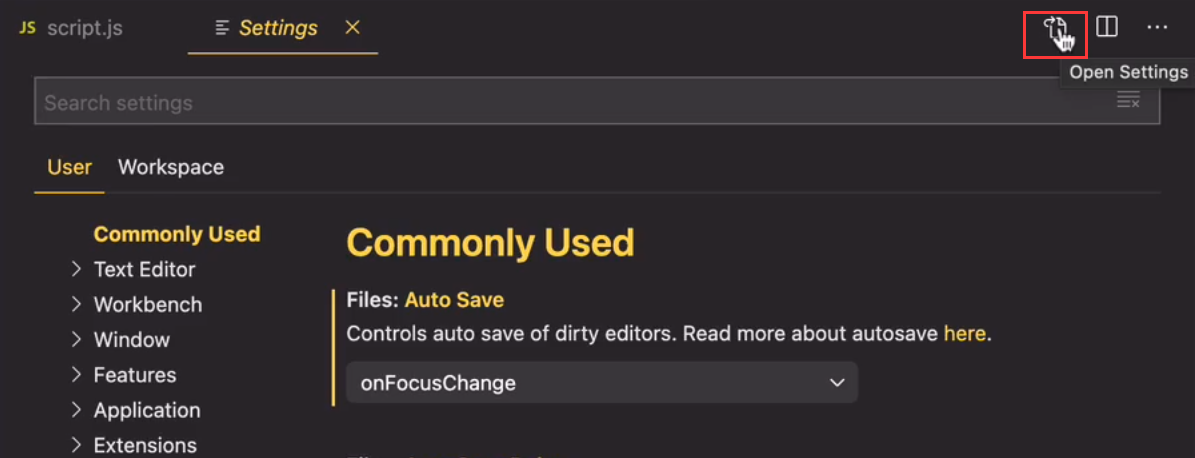 JS script.js Settings
Open Settings
Search settings
User Workspace
Commonly Used
Text Editor
Workbench
Window
Features
Application
Extensions
Commonly Used
Files: Auto Save
Controls auto save of dirty editors. Read more about autosave here.
onFocusChange